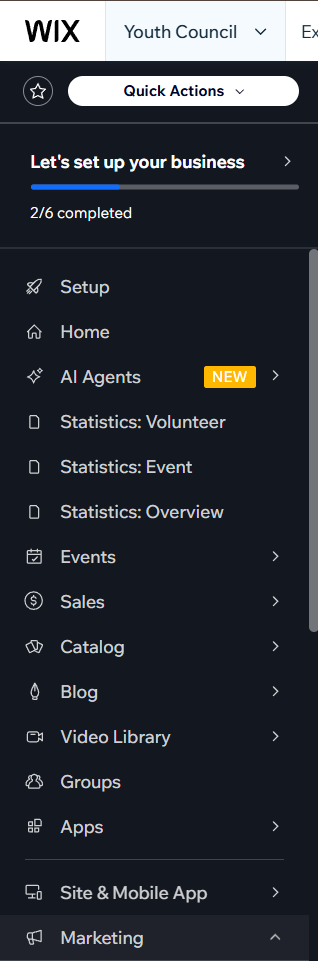 WIX
Youth Council
Ex
Quick Actions
Let's set up your business
2/6 completed
Setup
Home
AI Agents NEW
Statistics: Volunteer
Statistics: Event
Statistics: Overview
Events
Sales
Catalog
Blog
Video Library
Groups
Apps
Site & Mobile App
Marketing